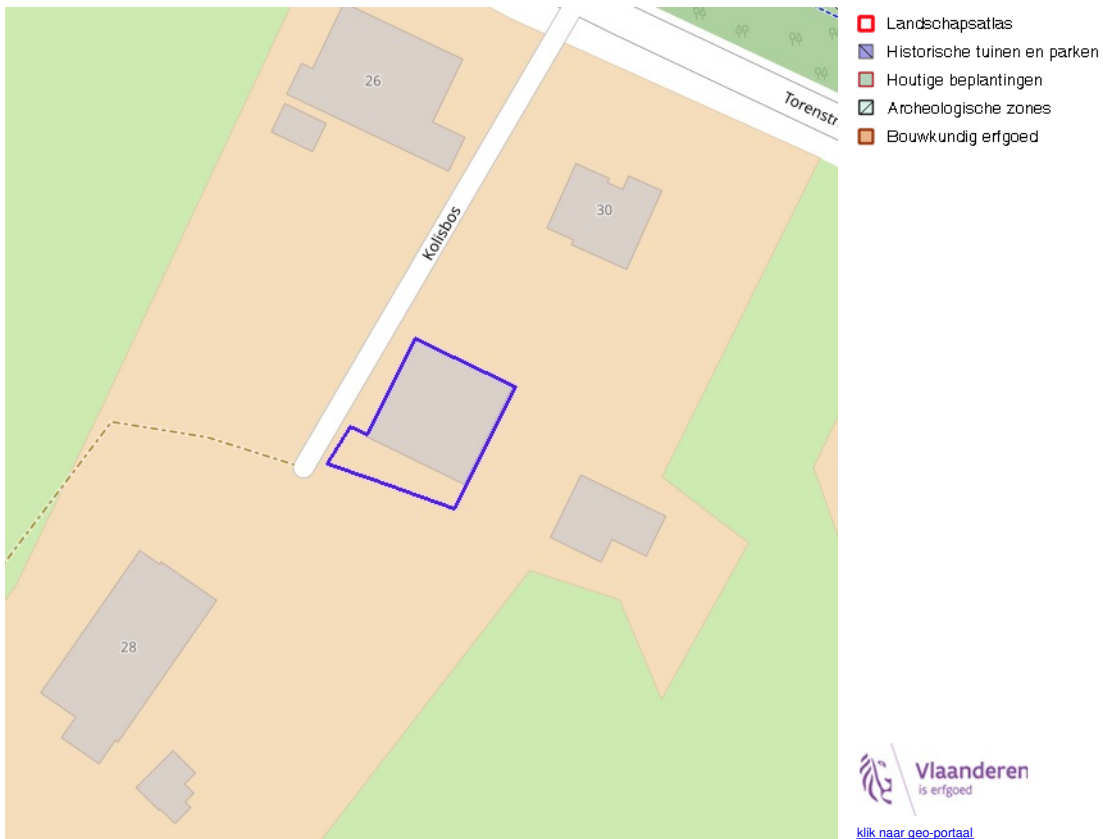 26
Torenstr
30
Kolisbos
28
Landschapsatlas
Historische tuinen en parken
Houtige beplantingen
Archeologische zones
Bouwkundig erfgoed
Vlaanderen
is erfgoed
klik naar geo-portaal